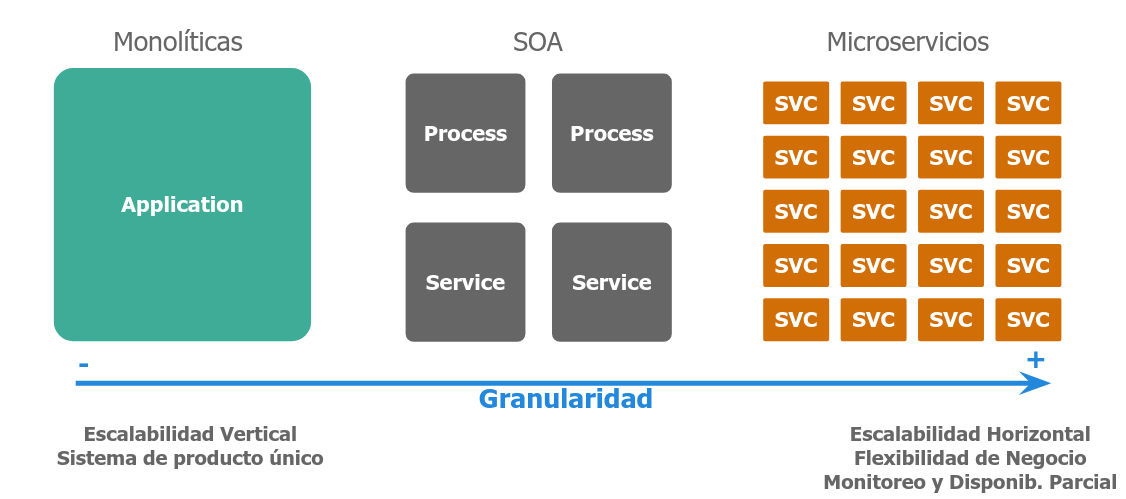 Monolíticas
SOA
Microservicios
Application
Process Process
Service Service
SVC SVC SVC SVC
SVC SVC SVC SVC
SVC SVC SVC SVC
SVC SVC SVC SVC
SVC SVC SVC SVC
- +
Granularidad
Escalabilidad Vertical
Sistema de producto único
Escalabilidad Horizontal
Flexibilidad de Negocio
Monitoreo y Disponib. Parcial